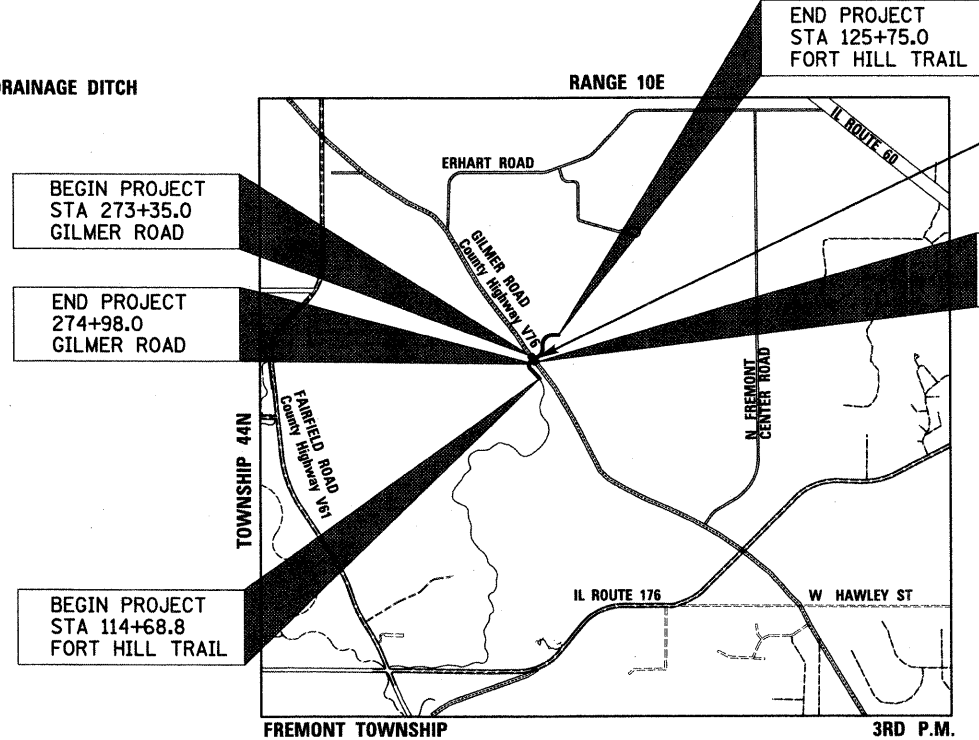 END PROJECT
STA 125+75.0
FORT HILL TRAIL
DRAINAGE DITCH
RANGE 10E
IL ROUTE 60
ERHART ROAD
BEGIN PROJECT
STA 273+35.0
GILMER ROAD
GILMER ROAD
County Highway V76
END PROJECT
274+98.0
GILMER ROAD
N FREMONT
CENTER ROAD
FAIRFIELD ROAD
County Highway V61
TOWNSHIP 44N
BEGIN PROJECT
STA 114+68.8
FORT HILL TRAIL
IL ROUTE 176
W HAWLEY ST
FREMONT TOWNSHIP
3RD P.M.